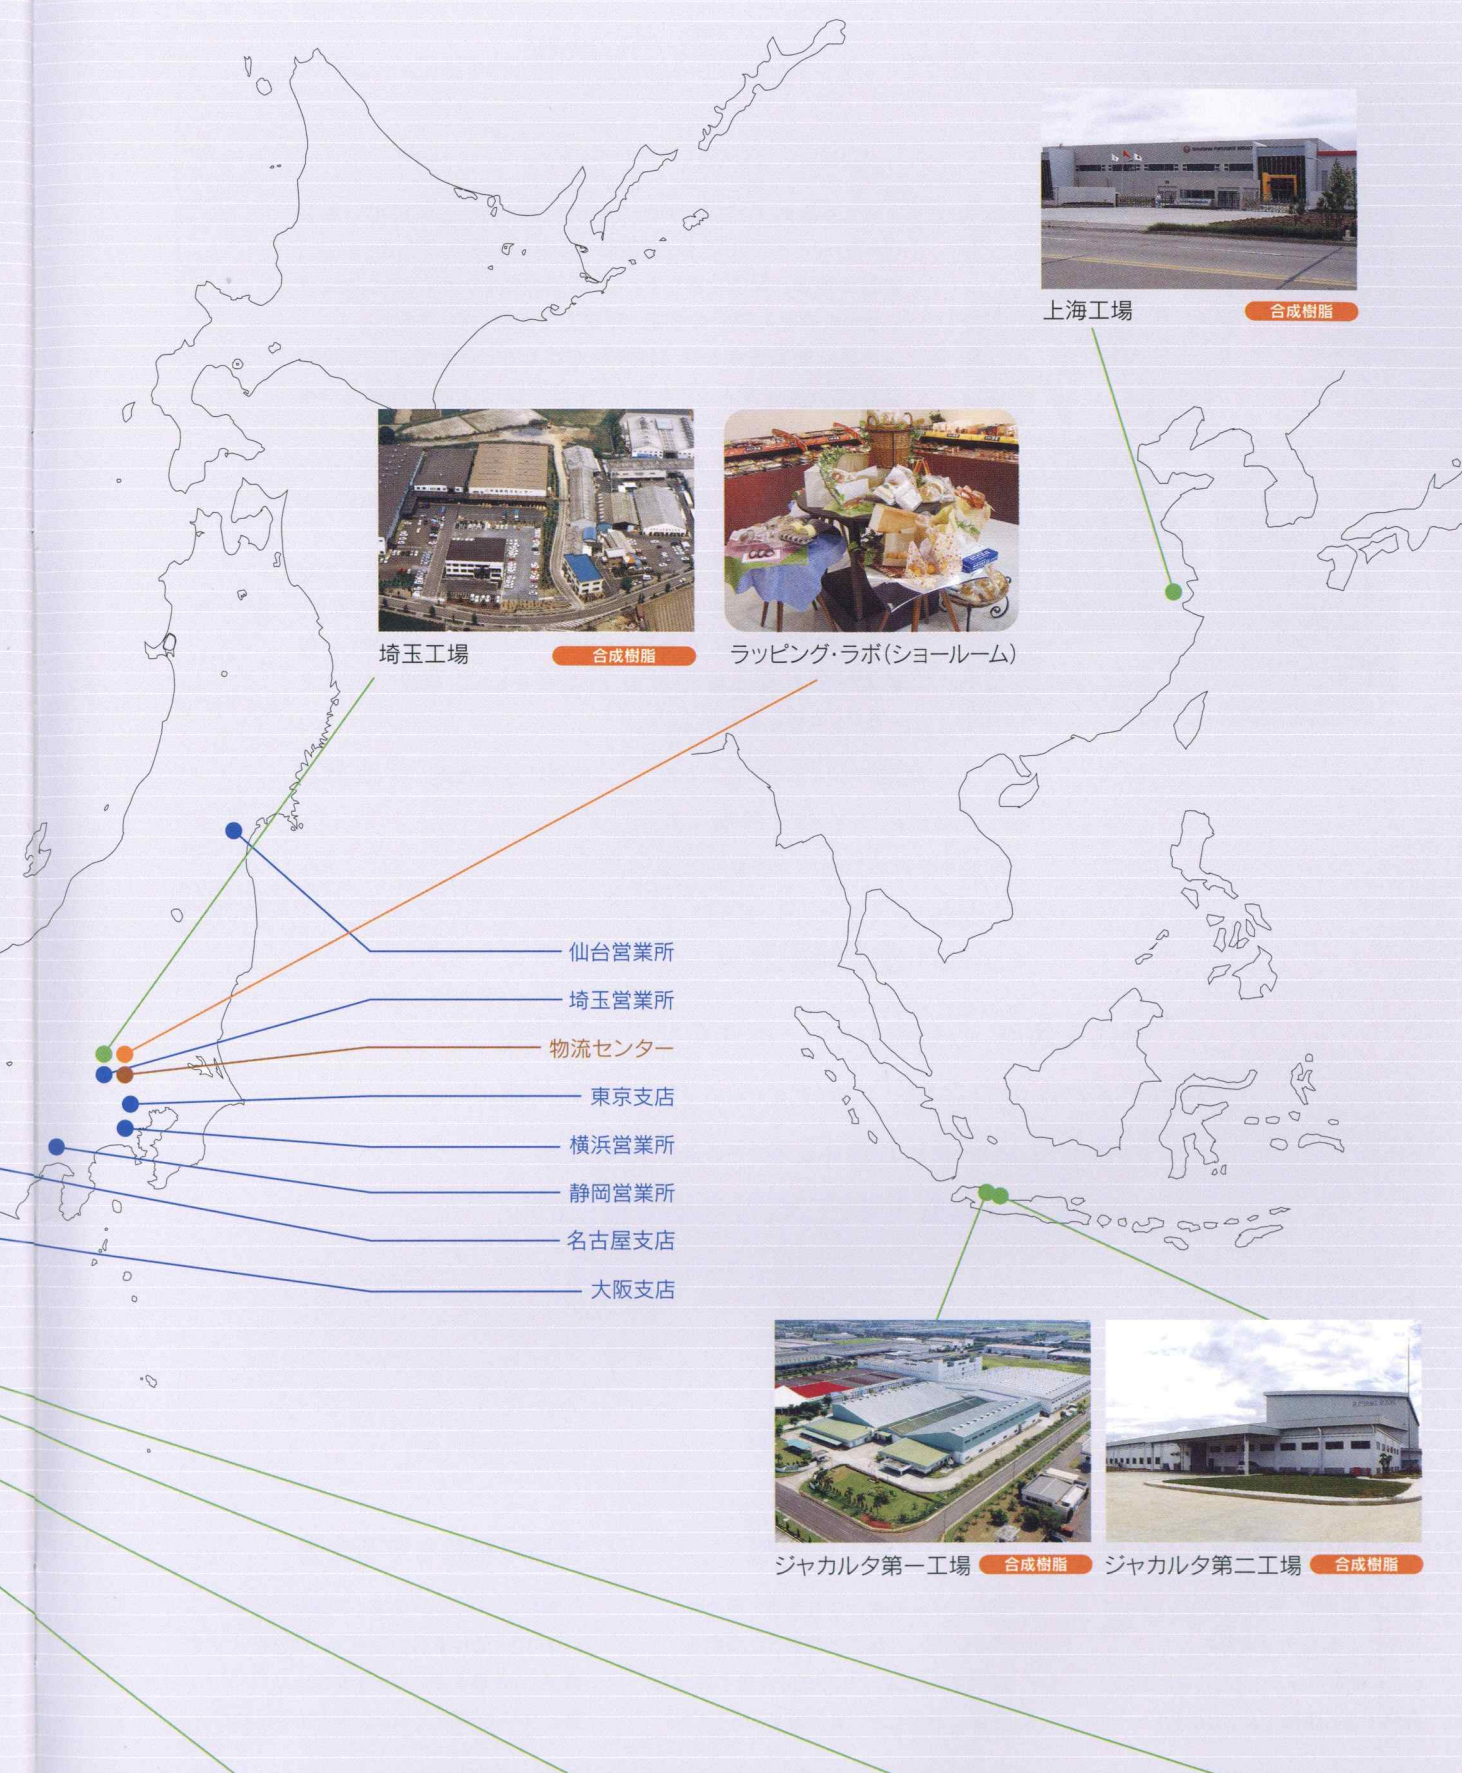 上海工場
合成樹脂
埼玉工場
合成樹脂
ラッピング・ラボ（ショールーム）
仙台営業所
埼玉営業所
物流センター
東京支店
横浜営業所
静岡営業所
名古屋支店
大阪支店
ジャカルタ第一工場
合成樹脂
ジャカルタ第二工場
合成樹脂